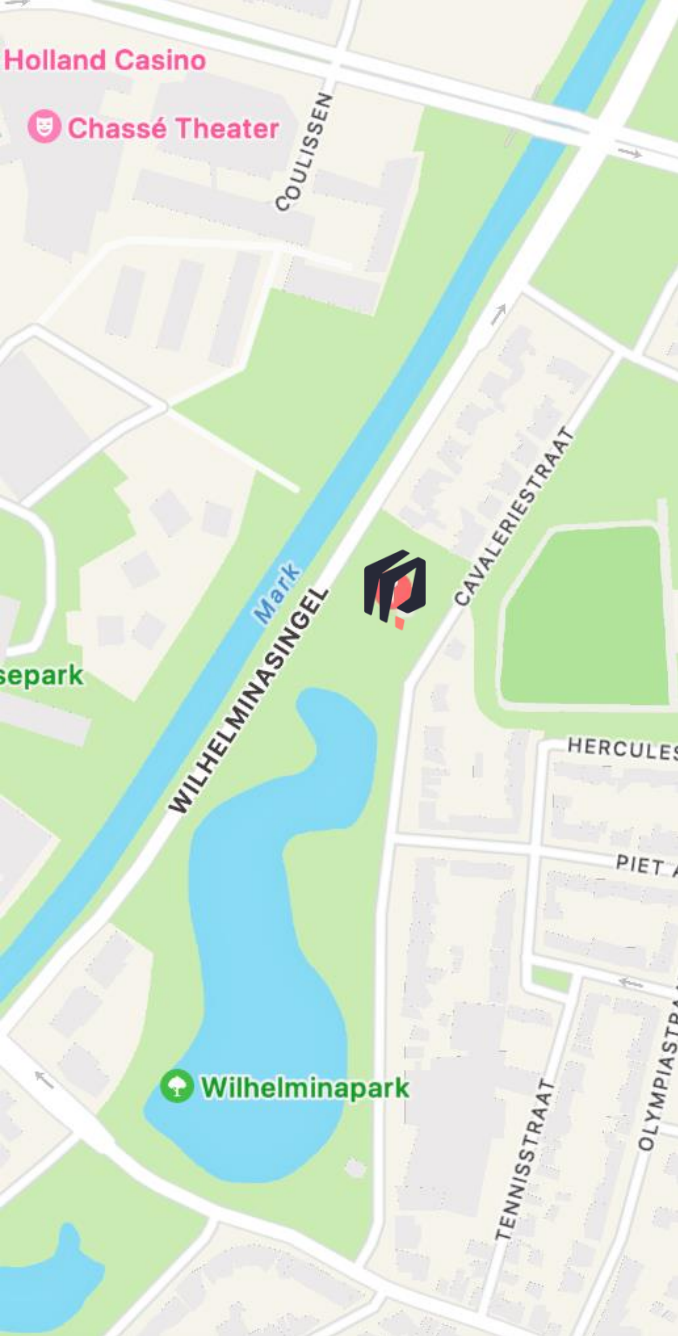 Holland Casino
Chassé Theater
COULISSEN
CAVALERIESTRAAT
Mark
WILHELMINASINGEL
separk
HERCULES
PIET A
Wilhelminapark
TENNISSTRAAT
OLYMPIASTRA